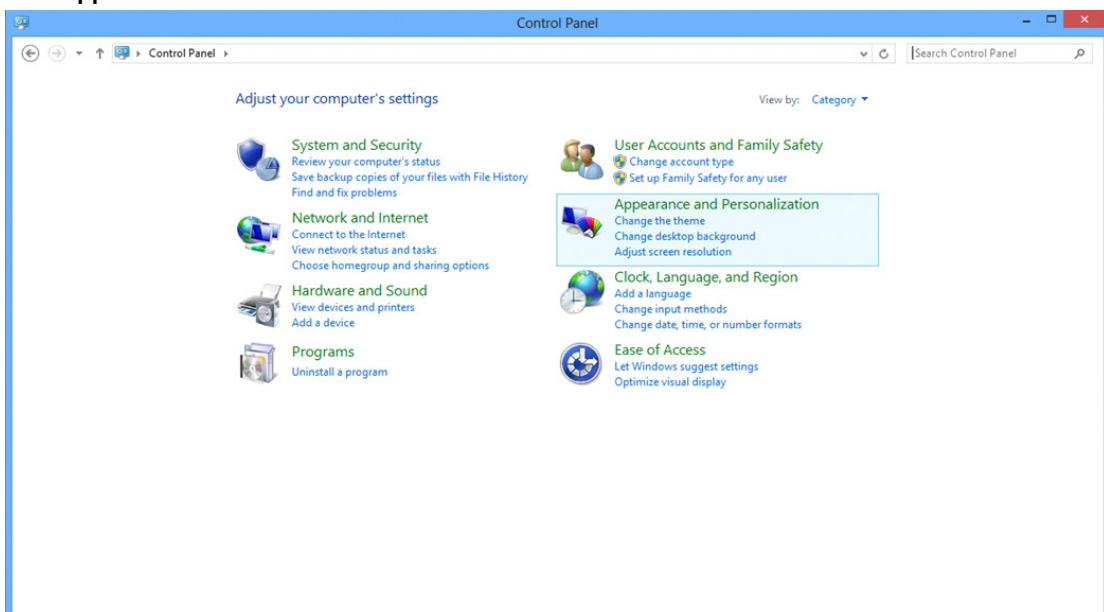 Control Panel
Control Panel
Search Control Panel
Adjust your computer's settings
View by: Category
System and Security
Review your computer's status
Save backup copies of your files with File History
Find and fix problems
Network and Internet
Connect to the Internet
View network status and tasks
Choose homegroup and sharing options
Hardware and Sound
View devices and printers
Add a device
Programs
Uninstall a program
User Accounts and Family Safety
Change account type
Set up Family Safety for any user
Appearance and Personalization
Change the theme
Change desktop background
Adjust screen resolution
Clock, Language, and Region
Add a language
Change input methods
Change date, time, or number formats
Ease of Access
Let Windows suggest settings
Optimize visual display